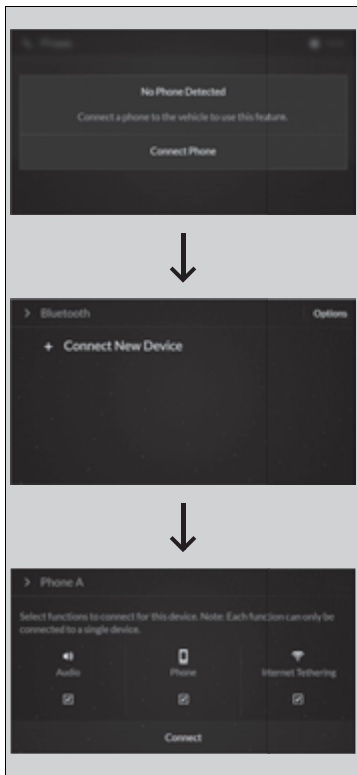 Phone
No Phone Detected
Connect a phone to the vehicle to use this feature.
Connect Phone
Bluetooth
Options
+ Connect New Device
Phone A
Select functions to connect for this device. Note: Each function can only be
connected to a single device.
Audio
Phone
Internet Tethering
Connect